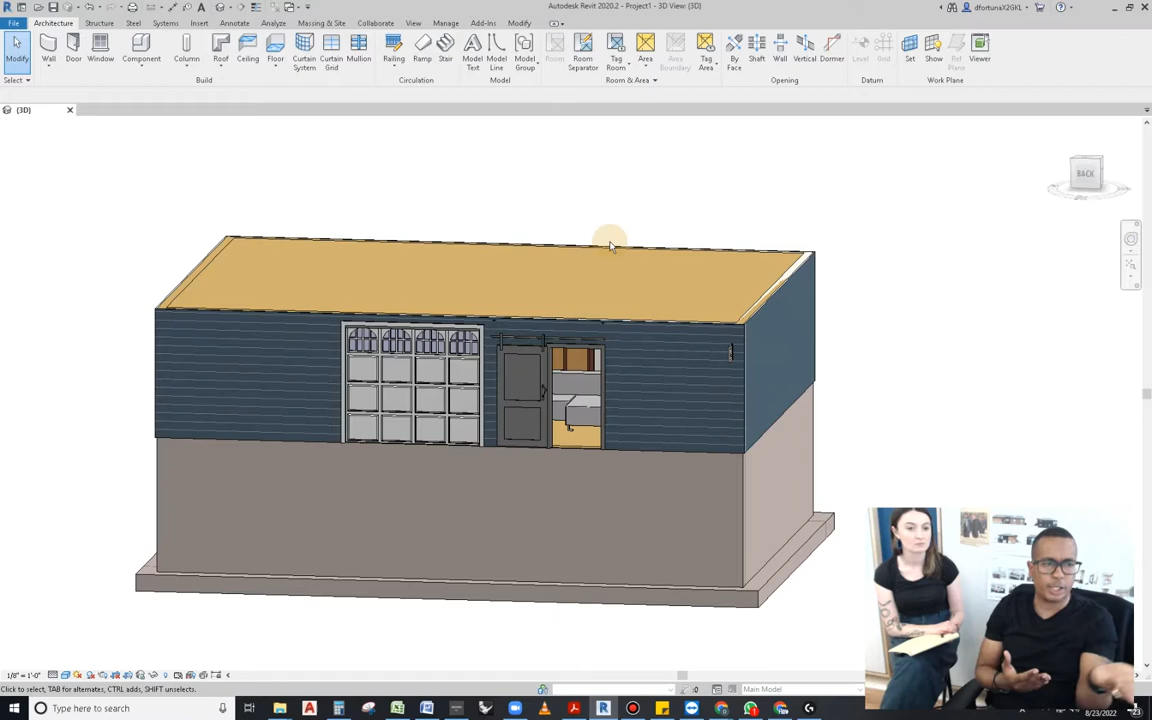 Autodesk Revit 2020.2 - Project1 - 3D View: {3D}
dfortunaX2GKL
File Architecture Structure Steel Systems Insert Annotate Analyze Massing & Site Collaborate View Manage Add-Ins Modify
Modify Wall Door Window Component Column Roof Ceiling Floor Curtain System Curtain Grid Mullion Railing Ramp Stair Model Text Model Line Model Group Room Room Separator Tag Room Area Area Boundary Tag Area By Face Shaft Wall Vertical Dormer Level Grid Set Show Ref Plane Viewer
Select Build Circulation Model Room & Area Opening Datum Work Plane
{3D}
BACK
1/8" = 1'-0"
Click to select, TAB for alternates, CTRL adds, SHIFT unselects.
:0
Main Model
Type here to search
8/23/2022